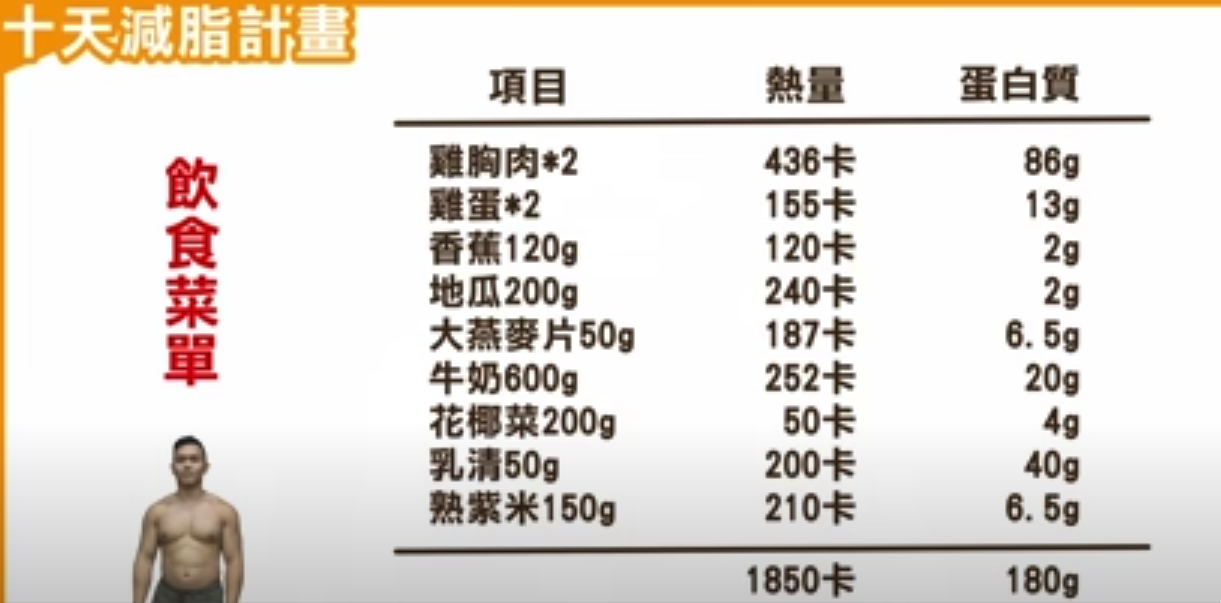 十天減脂計畫
飲食菜單
項目 熱量 蛋白質
雞胸肉*2 436卡 86g
雞蛋*2 155卡 13g
香蕉120g 120卡 2g
地瓜200g 240卡 2g
大燕麥片50g 187卡 6.5g
牛奶600g 252卡 20g
花椰菜200g 50卡 4g
乳清50g 200卡 40g
熟紫米150g 210卡 6.5g
1850卡 180g